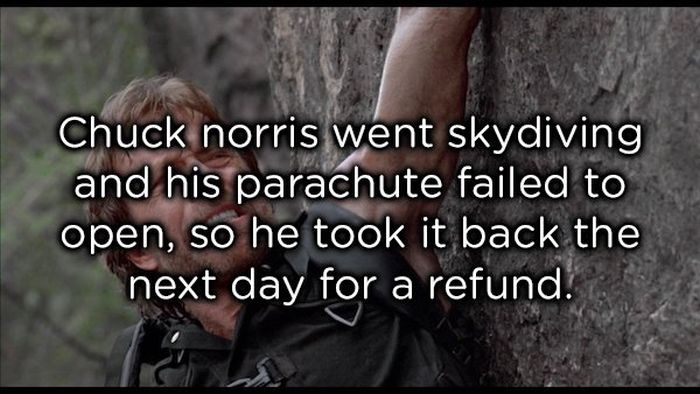 Chuck norris went skydiving
and his parachute failed to
open, so he took it back the
next day for a refund.